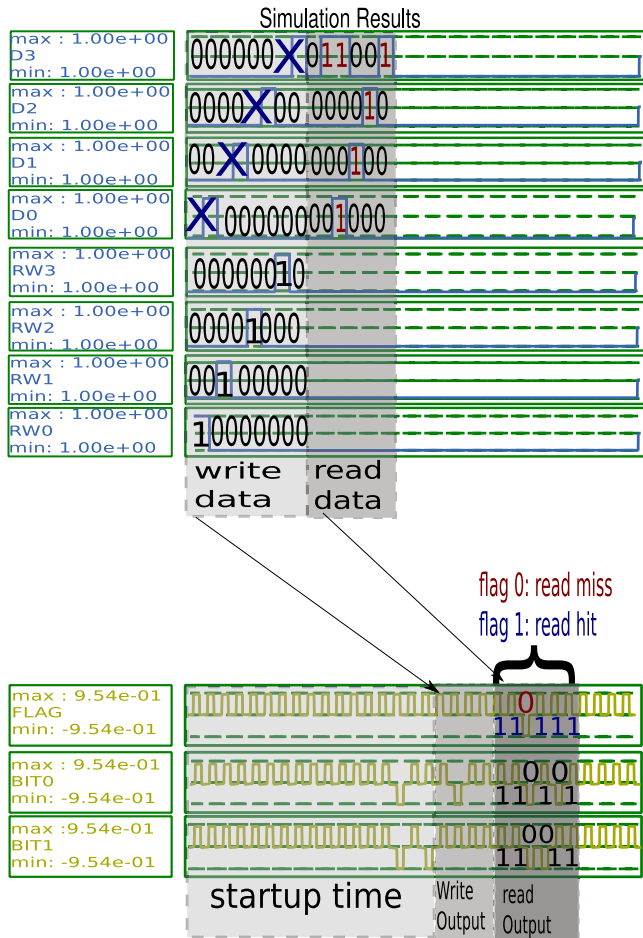 Simulation Results
max : 1.00e+00
D3
min: 1.00e+00
000000X011001
max : 1.00e+00
D2
min: 1.00e+00
0000X00 000010
max : 1.00e+00
D1
min: 1.00e+00
00X0000000100
max : 1.00e+00
D0
min: 1.00e+00
X 000000001000
max : 1.00e+00
RW3
min: 1.00e+00
00000010
max : 1.00e+00
RW2
min: 1.00e+00
00001000
max : 1.00e+00
RW1
min: 1.00e+00
00100000
max : 1.00e+00
RW0
min: 1.00e+00
10000000
write data
read data
flag 0: read miss
flag 1: read hit
max : 9.54e-01
FLAG
min: -9.54e-01
0
11 111
max : 9.54e-01
BIT0
min: -9.54e-01
0 0
11 1 1
max :9.54e-01
BIT1
min: -9.54e-01
00
11 11
startup time
Write
Output
read
Output